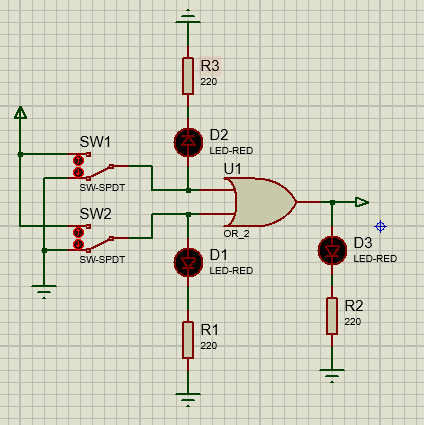 R3
220
D2
LED-RED
SW1
SW-SPDT
U1
OR_2
SW2
SW-SPDT
D1
LED-RED
D3
LED-RED
R1
220
R2
220